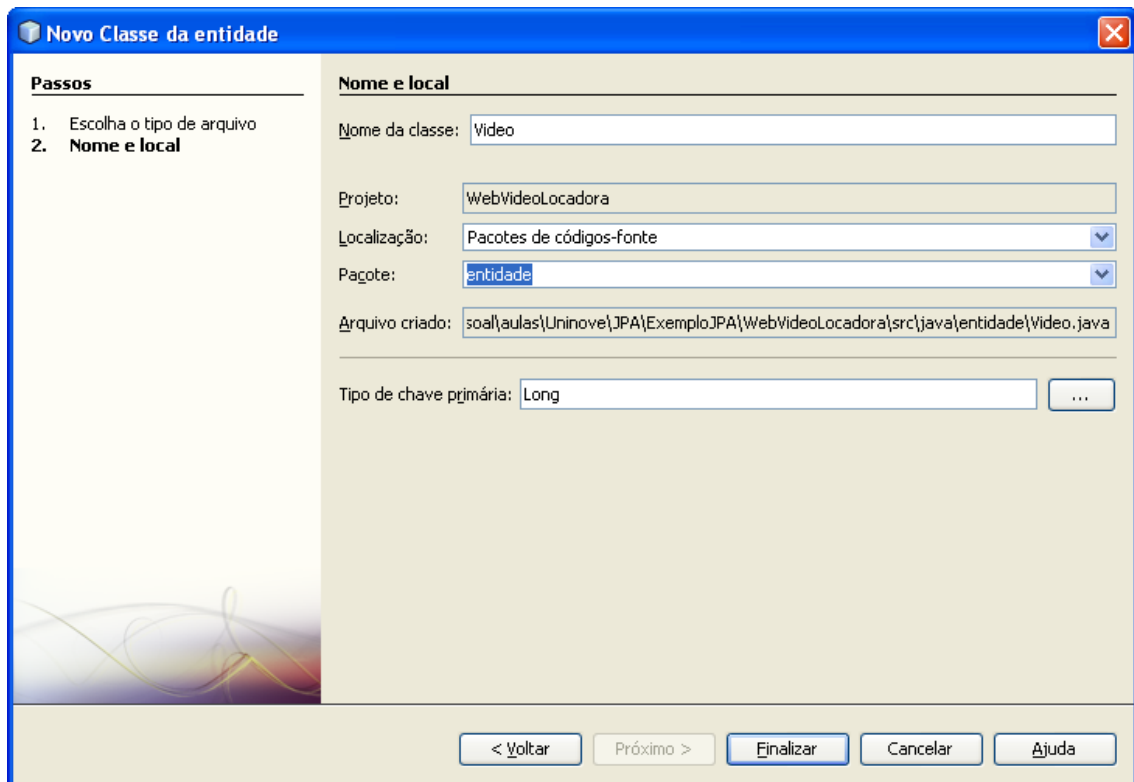 Novo Classe da entidade
Passos
1. Escolha o tipo de arquivo
2. Nome e local
Nome e local
Nome da classe: Video
Projeto: WebVideoLocadora
Localização: Pacotes de códigos-fonte
Pacote: entidade
Arquivo criado: soal\aulas\Uninove\JPA\ExemploJPA\WebVideoLocadora\src\java\entidade\Video.java
Tipo de chave primária: Long ...
< Voltar Próximo > Finalizar Cancelar Ajuda